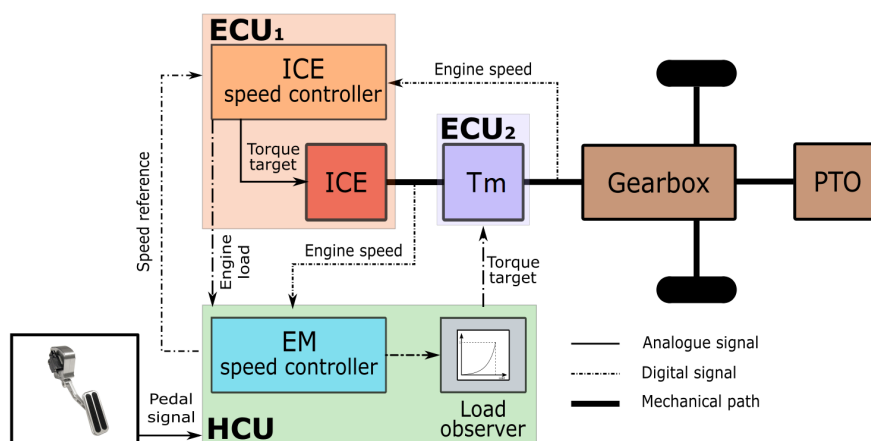 ECU₁
ICE
speed controller
Engine speed
ECU₂
Torque
target
ICE
Tm
Gearbox
PTO
Speed reference
Engine
load
Engine speed
Torque
target
EM
speed controller
Load
observer
Pedal
signal
HCU
Analogue signal
Digital signal
Mechanical path